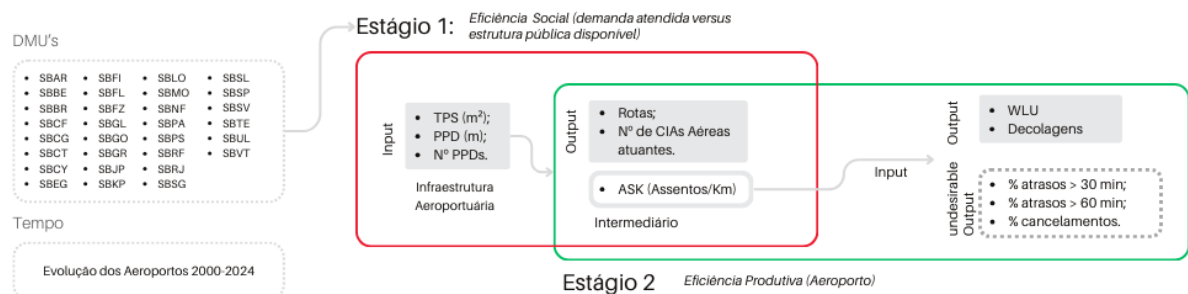 DMU's
• SBAR
• SBBE
• SBBR
• SBCF
• SBCG
• SBCT
• SBCY
• SBEG
• SBFI
• SBFL
• SBFZ
• SBGL
• SBGO
• SBGR
• SBJP
• SBKP
• SBLO
• SBMO
• SBNF
• SBPA
• SBPS
• SBRF
• SBRJ
• SBSG
• SBSL
• SBSP
• SBSV
• SBTE
• SBUL
• SBVT
Tempo
Evolução dos Aeroportos 2000-2024
Estágio 1:
Eficiência Social (demanda atendida versus
estrutura pública disponível)
Input
• TPS (m²);
• PPD (m);
• Nº PPDs.
Infraestrutura
Aeroportuária
Output
• Rotas;
• Nº de CIAs Aéreas
atuantes.
• ASK (Assentos/Km)
Intermediário
Input
Output
• WLU
• Decolagens
undesirable
Output
• % atrasos > 30 min;
• % atrasos > 60 min;
• % cancelamentos.
Estágio 2
Eficiência Produtiva (Aeroporto)